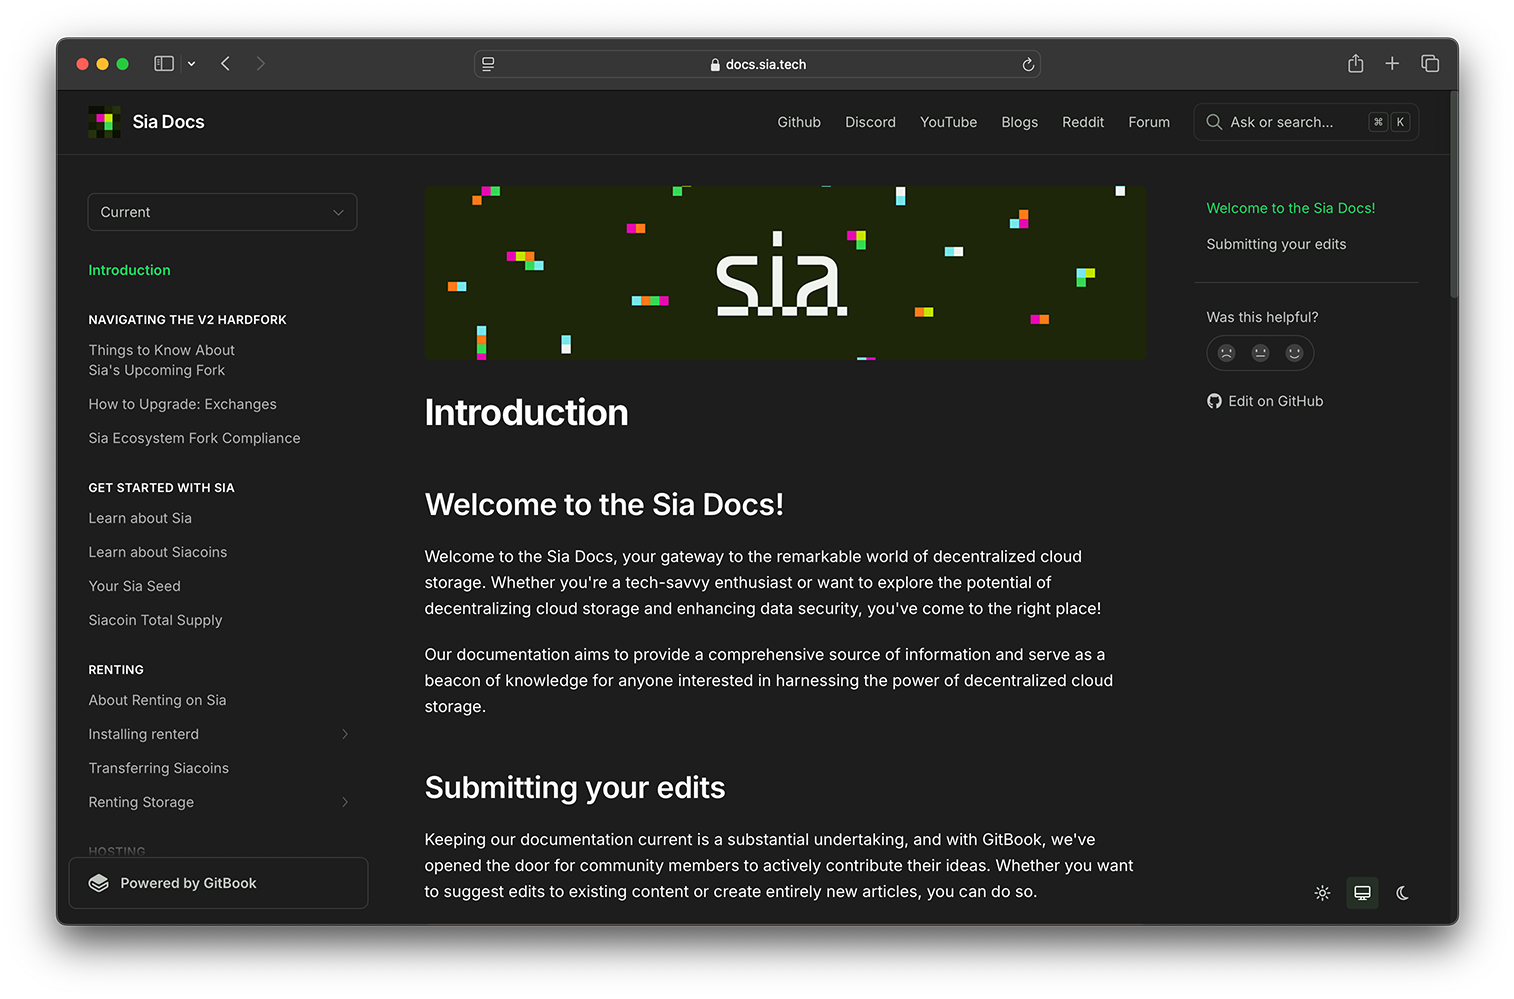 docs.sia.tech
Sia Docs
Github
Discord
YouTube
Blogs
Reddit
Forum
Ask or search...
⌘
K
Current
Introduction
NAVIGATING THE V2 HARDFORK
Things to Know About
Sia's Upcoming Fork
How to Upgrade: Exchanges
Sia Ecosystem Fork Compliance
GET STARTED WITH SIA
Learn about Sia
Learn about Siacoins
Your Sia Seed
Siacoin Total Supply
RENTING
About Renting on Sia
Installing renterd
Transferring Siacoins
Renting Storage
HOSTING
Powered by GitBook
sia
Introduction
Welcome to the Sia Docs!
Welcome to the Sia Docs, your gateway to the remarkable world of decentralized cloud
storage. Whether you're a tech-savvy enthusiast or want to explore the potential of
decentralizing cloud storage and enhancing data security, you've come to the right place!
Our documentation aims to provide a comprehensive source of information and serve as a
beacon of knowledge for anyone interested in harnessing the power of decentralized cloud
storage.
Submitting your edits
Keeping our documentation current is a substantial undertaking, and with GitBook, we've
opened the door for community members to actively contribute their ideas. Whether you want
to suggest edits to existing content or create entirely new articles, you can do so.
Welcome to the Sia Docs!
Submitting your edits
Was this helpful?
Edit on GitHub